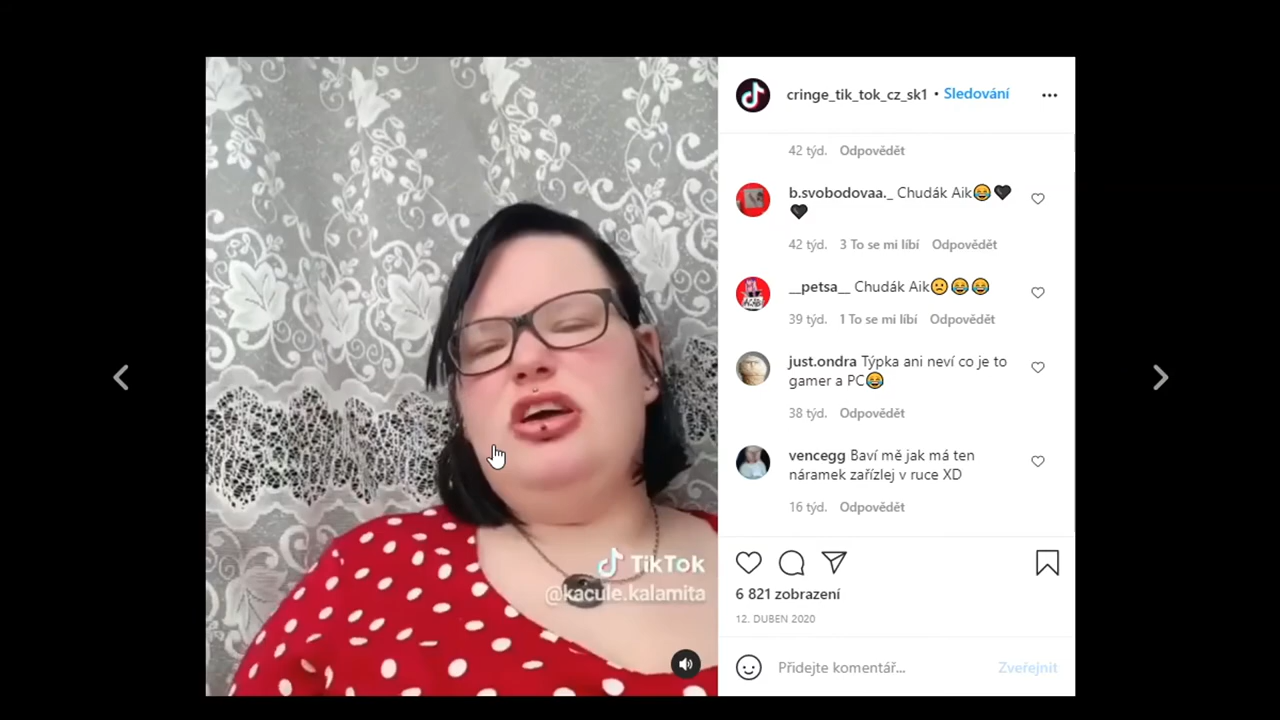 cringe_tik_tok_cz_sk1 • Sledování
42 týd. Odpovědět
b.svobodovaa._ Chudák Aik😂🖤
🖤
42 týd. 3 To se mi líbí Odpovědět
__petsa__ Chudák Aik🙁😂😂
39 týd. 1 To se mi líbí Odpovědět
just.ondra Týpka ani neví co je to
gamer a PC😂
38 týd. Odpovědět
vencegg Baví mě jak má ten
náramek zařízlej v ruce XD
16 týd. Odpovědět
6 821 zobrazení
12. DUBEN 2020
Přidejte komentář... Zveřejnit
TikTok
@kacule.kalamita